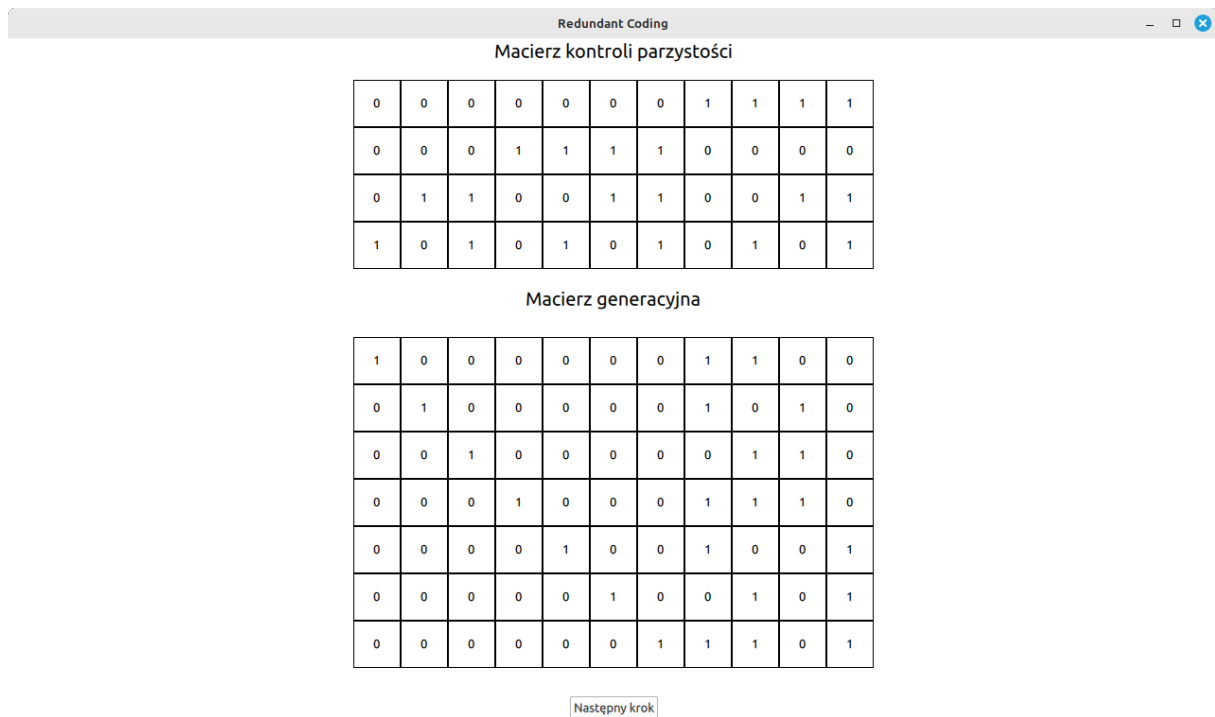 Redundant Coding
Macierz kontroli parzystości
0 0 0 0 0 0 0 1 1 1 1
0 0 0 1 1 1 1 0 0 0 0
0 1 1 0 0 1 1 0 0 1 1
1 0 1 0 1 0 1 0 1 0 1
Macierz generacyjna
1 0 0 0 0 0 0 1 1 0 0
0 1 0 0 0 0 0 1 0 1 0
0 0 1 0 0 0 0 0 1 1 0
0 0 0 1 0 0 0 1 1 1 0
0 0 0 0 1 0 0 1 0 0 1
0 0 0 0 0 1 0 0 1 0 1
0 0 0 0 0 0 1 1 1 0 1
Następny krok